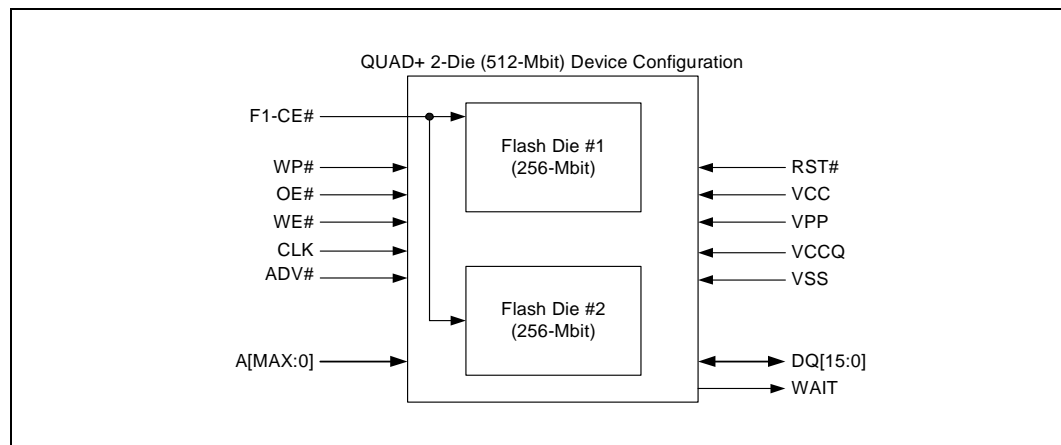 QUAD+ 2-Die (512-Mbit) Device Configuration
F1-CE#
Flash Die #1
(256-Mbit)
WP#
OE#
WE#
CLK
ADV#
RST#
VCC
VPP
VCCQ
VSS
Flash Die #2
(256-Mbit)
A[MAX:0]
DQ[15:0]
WAIT